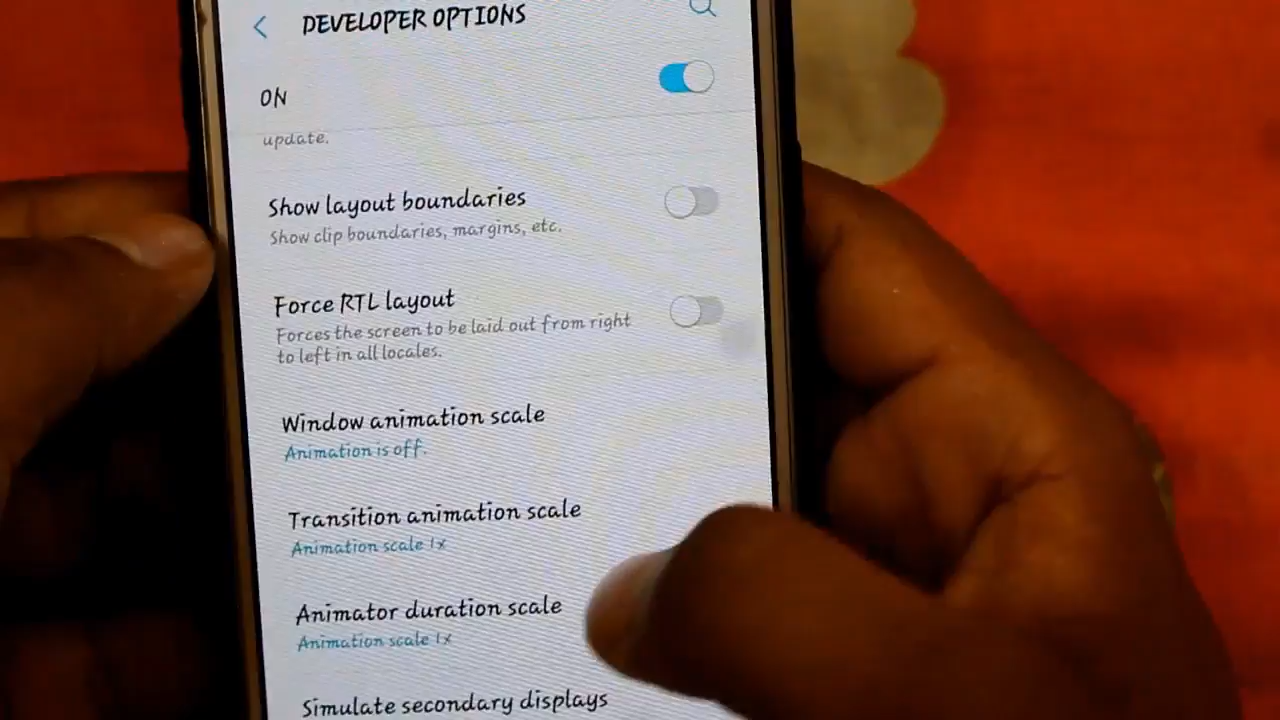 DEVELOPER OPTIONS
ON
update.
Show layout boundaries
Show clip boundaries, margins, etc.
Force RTL layout
Forces the screen to be laid out from right
to left in all locales.
Window animation scale
Animation is off.
Transition animation scale
Animation scale 1x
Animator duration scale
Animation scale 1x
Simulate secondary displays